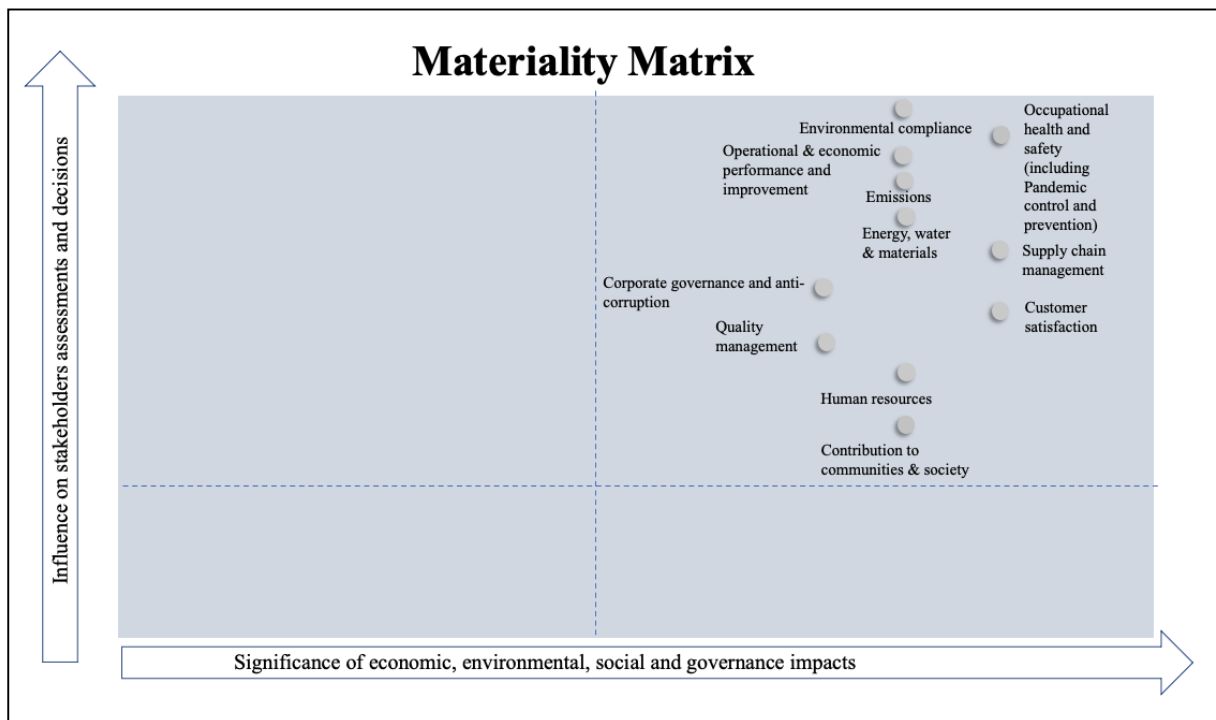 Materiality Matrix
Influence on stakeholders assessments and decisions
Environmental compliance
Occupational
health and
safety
(including
Pandemic
control and
prevention)
Operational & economic
performance and
improvement
Emissions
Energy, water
& materials
Supply chain
management
Corporate governance and anti-
corruption
Customer
satisfaction
Quality
management
Human resources
Contribution to
communities & society
Significance of economic, environmental, social and governance impacts